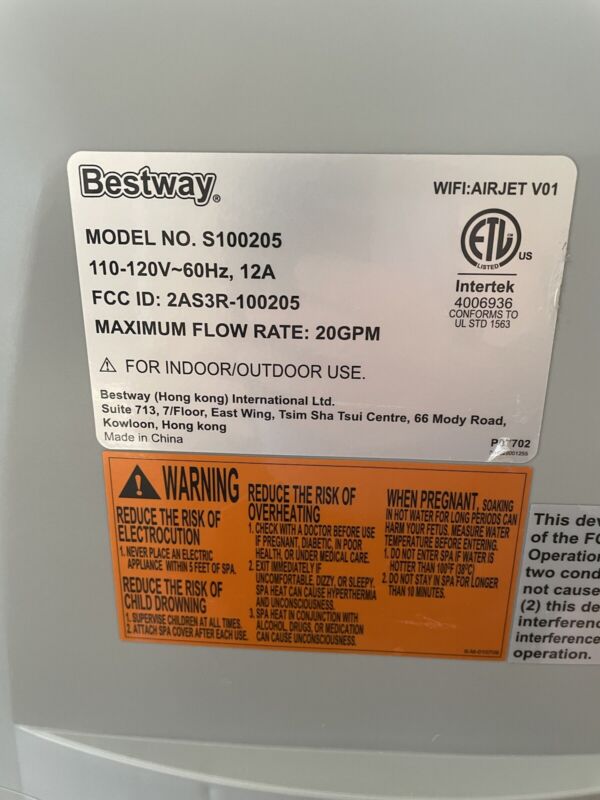 Bestway®
WIFI:AIRJET V01
MODEL NO. S100205
110-120V~60Hz, 12A
FCC ID: 2AS3R-100205
MAXIMUM FLOW RATE: 20GPM
ETL
US
LISTED
Intertek
4006936
CONFORMS TO
UL STD 1563
⚠ FOR INDOOR/OUTDOOR USE.
Bestway (Hong kong) International Ltd.
Suite 713, 7/Floor, East Wing, Tsim Sha Tsui Centre, 66 Mody Road,
Kowloon, Hong kong
Made in China
⚠ WARNING
REDUCE THE RISK OF
ELECTROCUTION
1. NEVER PLACE AN ELECTRIC
APPLIANCE WITHIN 5 FEET OF SPA.
REDUCE THE RISK OF
CHILD DROWNING
1. SUPERVISE CHILDREN AT ALL TIMES.
2. ATTACH SPA COVER AFTER EACH USE.
REDUCE THE RISK OF
OVERHEATING
1. CHECK WITH A DOCTOR BEFORE USE
IF PREGNANT, DIABETIC, IN POOR
HEALTH, OR UNDER MEDICAL CARE.
2. EXIT IMMEDIATELY IF
UNCOMFORTABLE, DIZZY, OR SLEEPY.
SPA HEAT CAN CAUSE HYPERTHERMIA
AND UNCONSCIOUSNESS.
3. SPA HEAT IN CONJUNCTION WITH
ALCOHOL, DRUGS, OR MEDICATION
CAN CAUSE UNCONSCIOUSNESS.
WHEN PREGNANT, SOAKING
IN HOT WATER FOR LONG PERIODS CAN
HARM YOUR FETUS. MEASURE WATER
TEMPERATURE BEFORE ENTERING.
1. DO NOT ENTER SPA IF WATER IS
HOTTER THAN 100°F (38°C)
2. DO NOT STAY IN SPA FOR LONGER
THAN 10 MINUTES.
This dev
of the FC
Operation
two cond
not cause
(2) this de
interferenc
interference
operation.